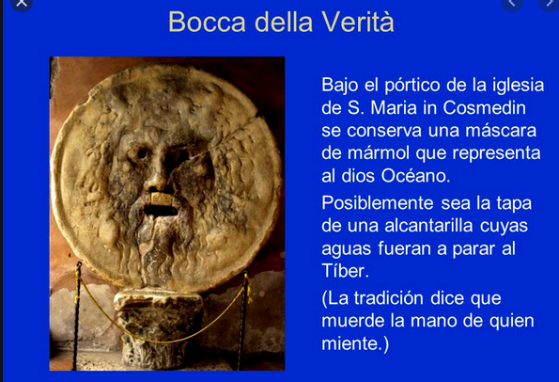 Bocca della Verità
Bajo el pórtico de la iglesia
de S. Maria in Cosmedin
se conserva una máscara
de mármol que representa
al dios Océano.
Posiblemente sea la tapa
de una alcantarilla cuyas
aguas fueran a parar al
Tíber.
(La tradición dice que
muerde la mano de quien
miente.)